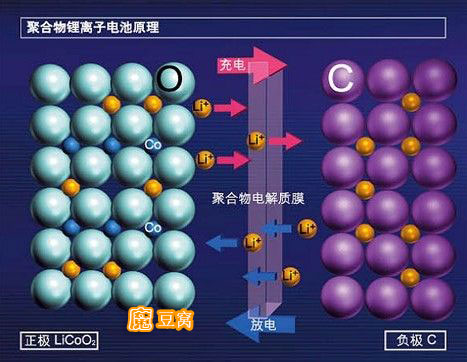 聚合物锂离子电池原理
充电
O
C
Li+
Co
Li+
Li+
聚合物电解质膜
Co
Li+
Li+
Li+
魔豆窝
放电
正极 LiCoO₂
负极 C